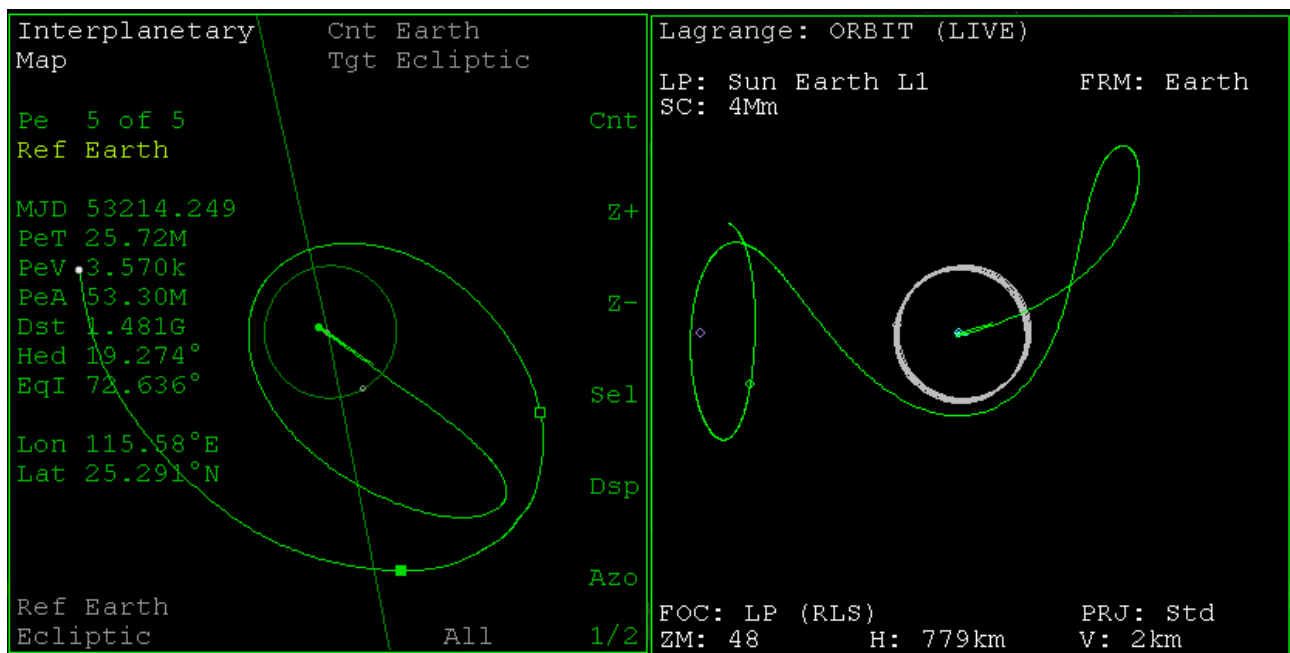 Interplanetary Cnt Earth
Map Tgt Ecliptic
Pe 5 of 5 Cnt
Ref Earth
MJD 53214.249 Z+
PeT 25.72M
PeV 3.570k
PeA 53.30M Z-
Dst 1.481G
Hed 19.274°
EqI 72.636° Sel
Lon 115.58°E
Lat 25.291°N Dsp
Azo
Ref Earth
Ecliptic All 1/2
Lagrange: ORBIT (LIVE)
LP: Sun Earth L1 FRM: Earth
SC: 4Mm
FOC: LP (RLS) PRJ: Std
ZM: 48 H: 779km V: 2km